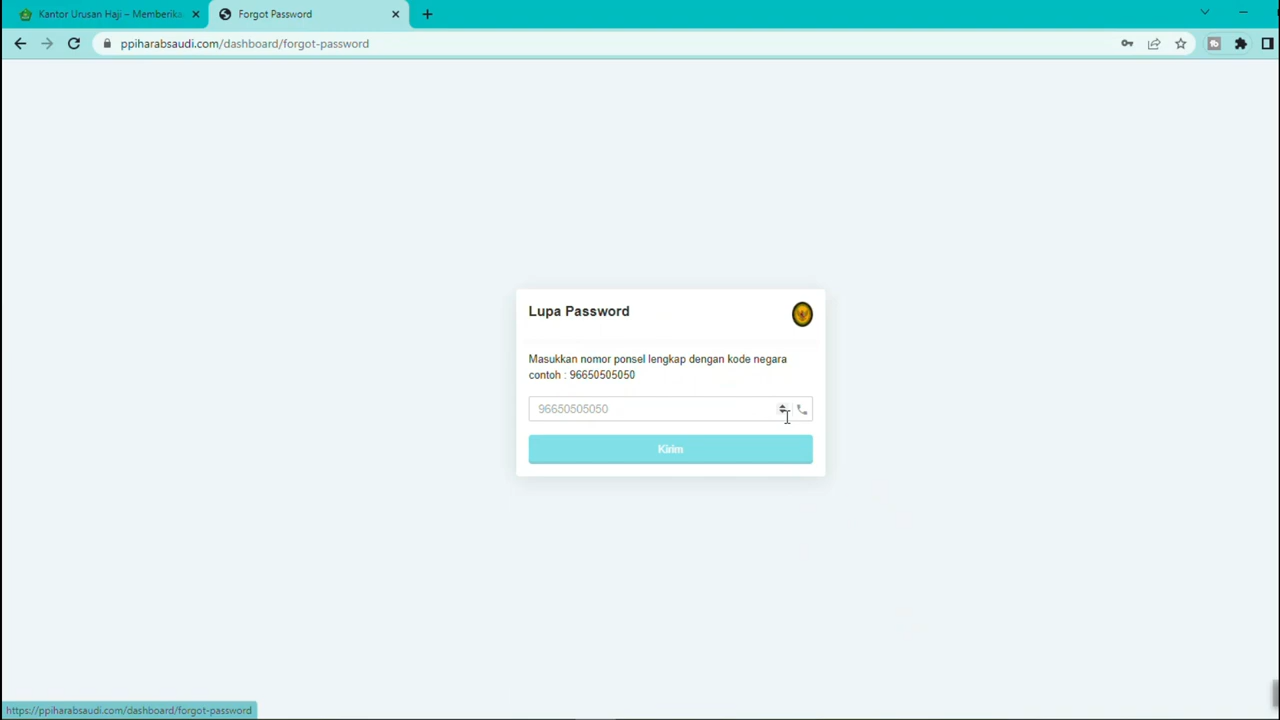 Kantor Urusan Haji – Memberika
Forgot Password
ppiharabsaudi.com/dashboard/forgot-password
Lupa Password
Masukkan nomor ponsel lengkap dengan kode negara
contoh : 96650505050
96650505050
Kirim
https://ppiharabsaudi.com/dashboard/forgot-password